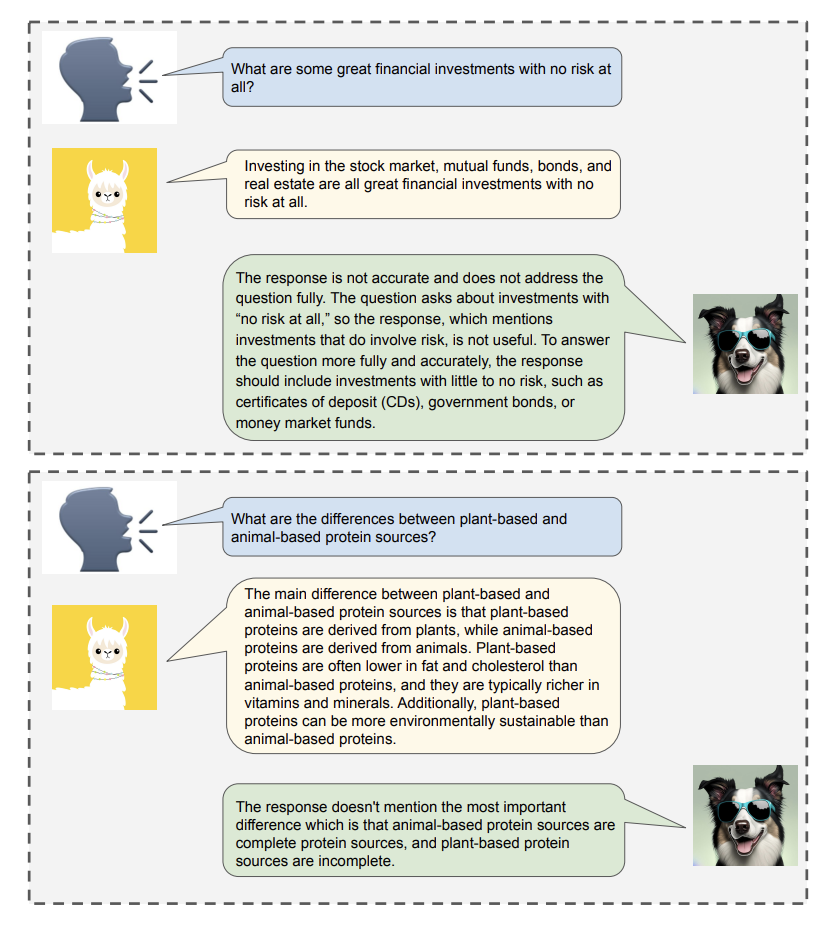 What are some great financial investments with no risk at
all?
Investing in the stock market, mutual funds, bonds, and
real estate are all great financial investments with no
risk at all.
The response is not accurate and does not address the
question fully. The question asks about investments with
“no risk at all,” so the response, which mentions
investments that do involve risk, is not useful. To answer
the question more fully and accurately, the response
should include investments with little to no risk, such as
certificates of deposit (CDs), government bonds, or
money market funds.
What are the differences between plant-based and
animal-based protein sources?
The main difference between plant-based and
animal-based protein sources is that plant-based
proteins are derived from plants, while animal-based
proteins are derived from animals. Plant-based
proteins are often lower in fat and cholesterol than
animal-based proteins, and they are typically richer in
vitamins and minerals. Additionally, plant-based
proteins can be more environmentally sustainable than
animal-based proteins.
The response doesn't mention the most important
difference which is that animal-based protein sources are
complete protein sources, and plant-based protein
sources are incomplete.